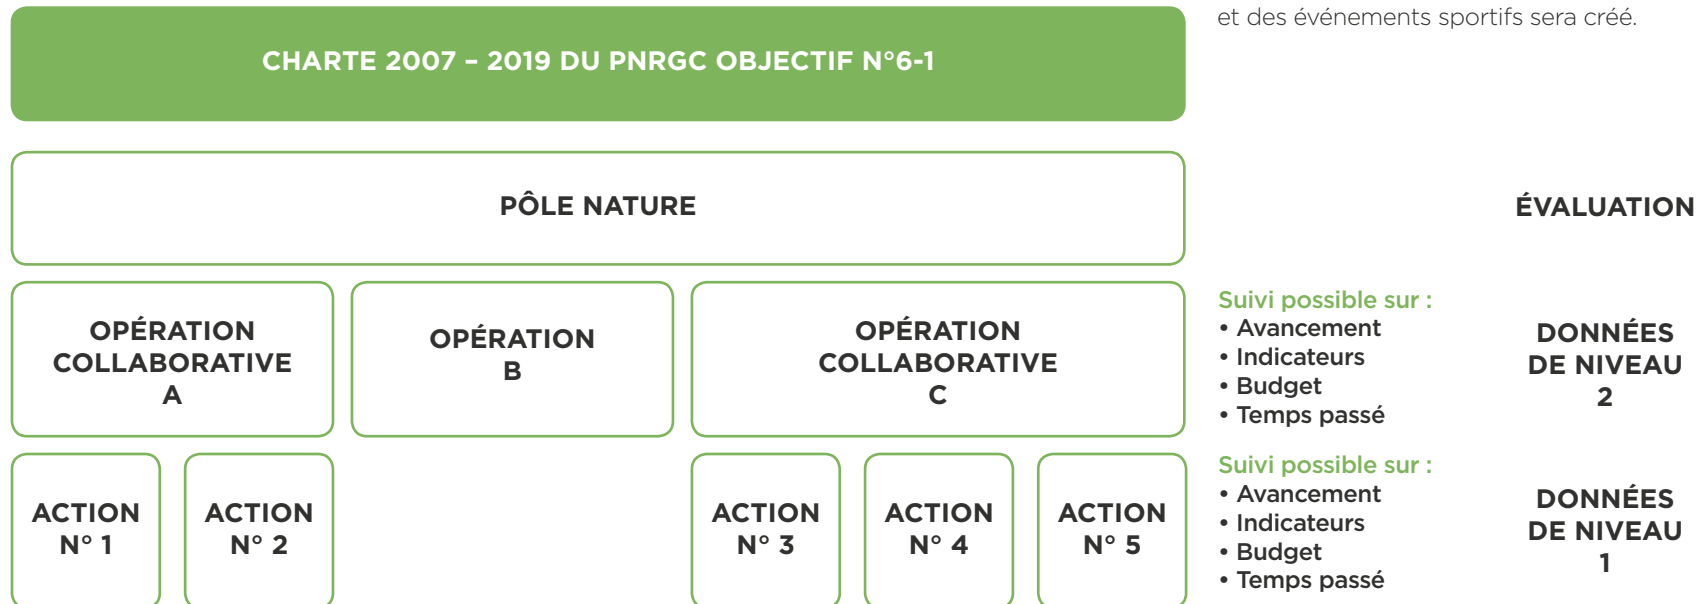 et des événements sportifs sera créé.
CHARTE 2007 – 2019 DU PNRGC OBJECTIF N°6-1
PÔLE NATURE
ÉVALUATION
OPÉRATION
COLLABORATIVE
A
OPÉRATION
B
OPÉRATION
COLLABORATIVE
C
Suivi possible sur :
• Avancement
• Indicateurs
• Budget
• Temps passé
DONNÉES
DE NIVEAU
2
ACTION
N° 1
ACTION
N° 2
ACTION
N° 3
ACTION
N° 4
ACTION
N° 5
Suivi possible sur :
• Avancement
• Indicateurs
• Budget
• Temps passé
DONNÉES
DE NIVEAU
1